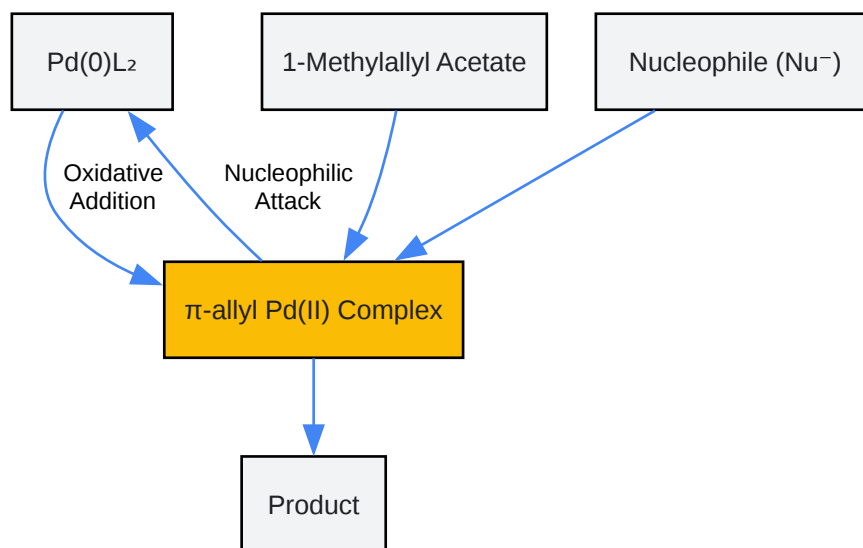 Pd(0)L₂
1-Methylallyl Acetate
Nucleophile (Nu⁻)
Oxidative
Addition
Nucleophilic
Attack
π-allyl Pd(II) Complex
Product